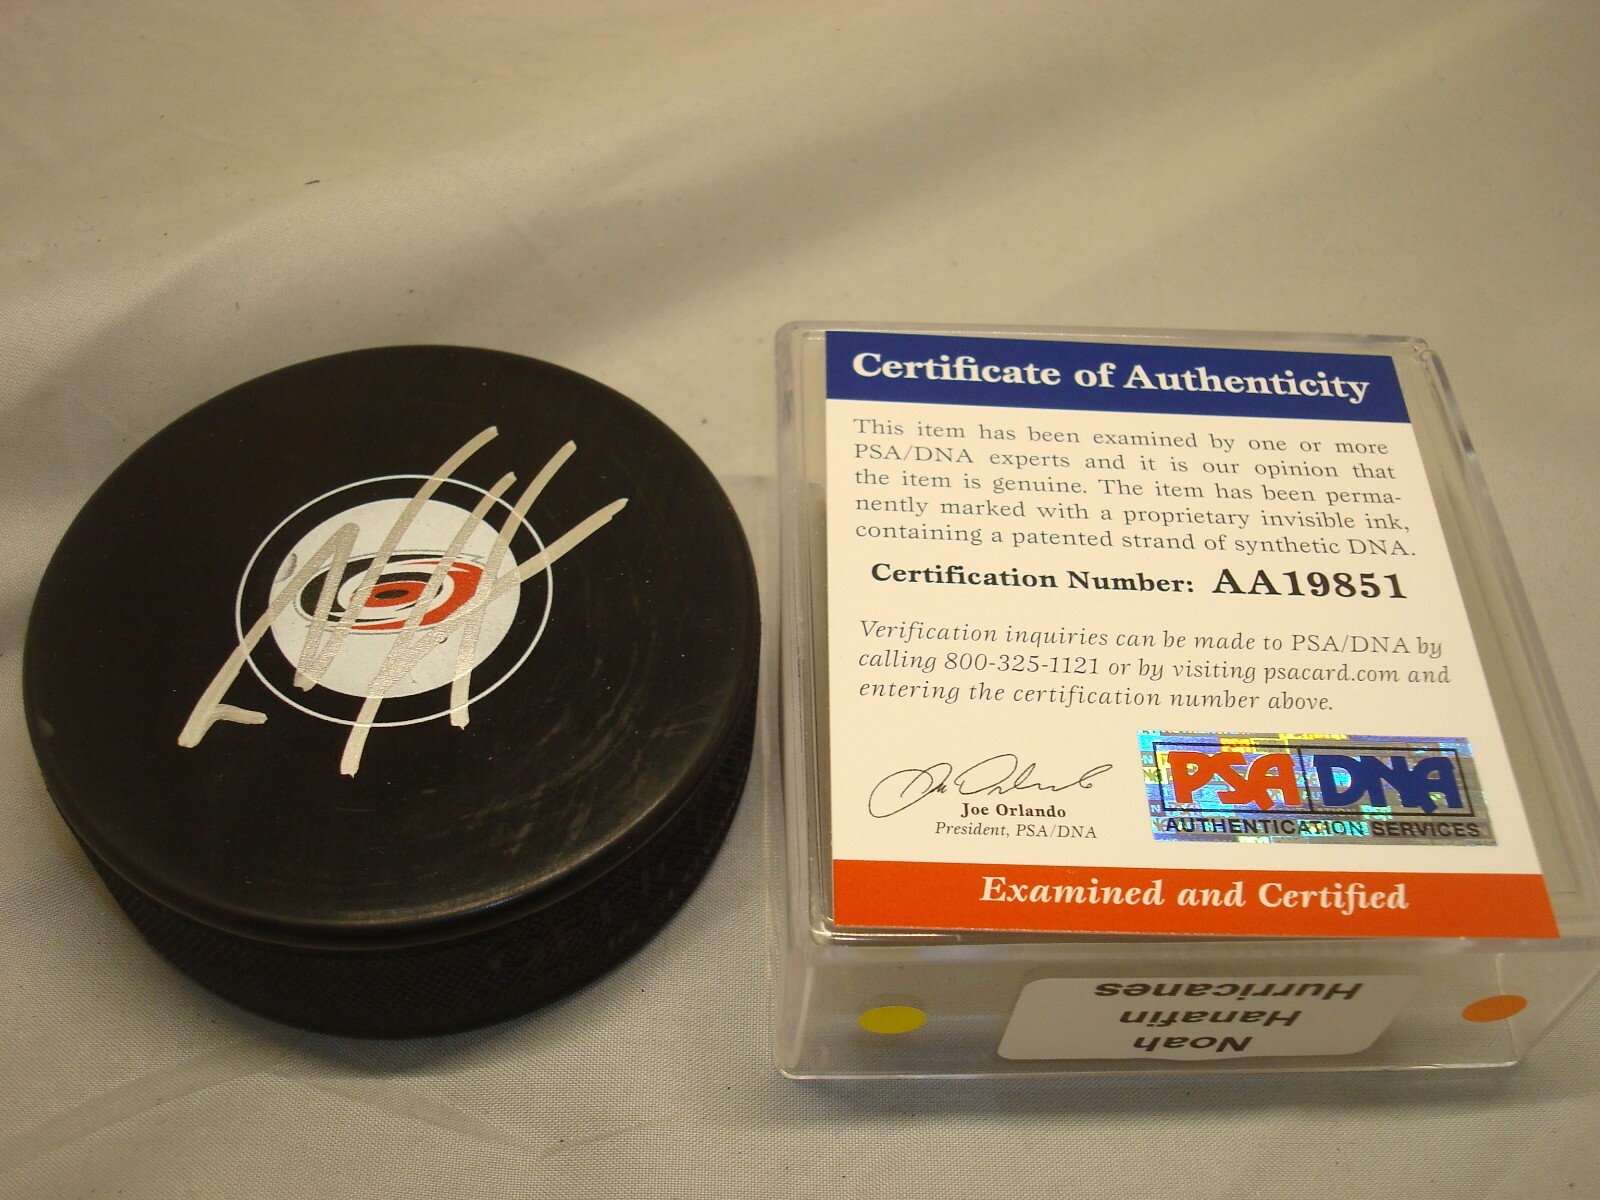 Certificate of Authenticity
This item has been examined by one or more
PSA/DNA experts and it is our opinion that
the item is genuine. The item has been perma-
nently marked with a proprietary invisible ink,
containing a patented strand of synthetic DNA.
Certification Number: AA19851
Verification inquiries can be made to PSA/DNA by
calling 800-325-1121 or by visiting psacard.com and
entering the certification number above.
Joe Orlando
President, PSA/DNA
PSA DNA
AUTHENTICATION SERVICES
Examined and Certified
Noah
Hanafin
Hurricanes